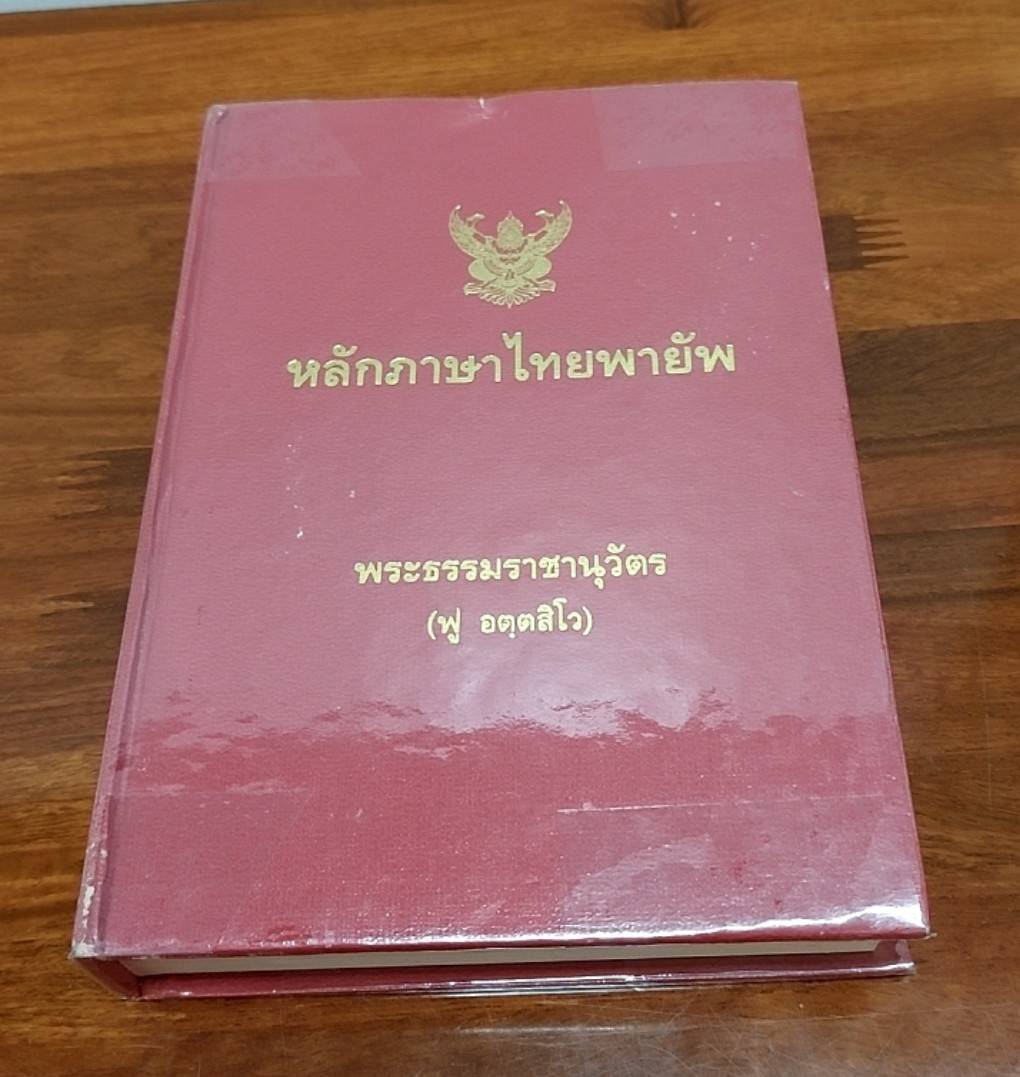 หลักภาษาไทยพายัพ
พระธรรมราชานุวัตร
(ฟู อตฺตสิโว)